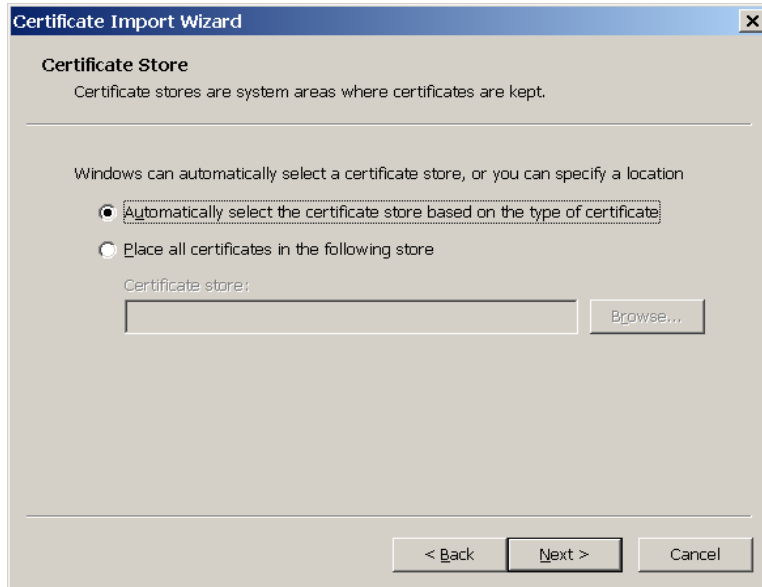 Certificate Import Wizard
Certificate Store
Certificate stores are system areas where certificates are kept.
Windows can automatically select a certificate store, or you can specify a location
Automatically select the certificate store based on the type of certificate
Place all certificates in the following store
Certificate store:
Browse...
< Back Next > Cancel